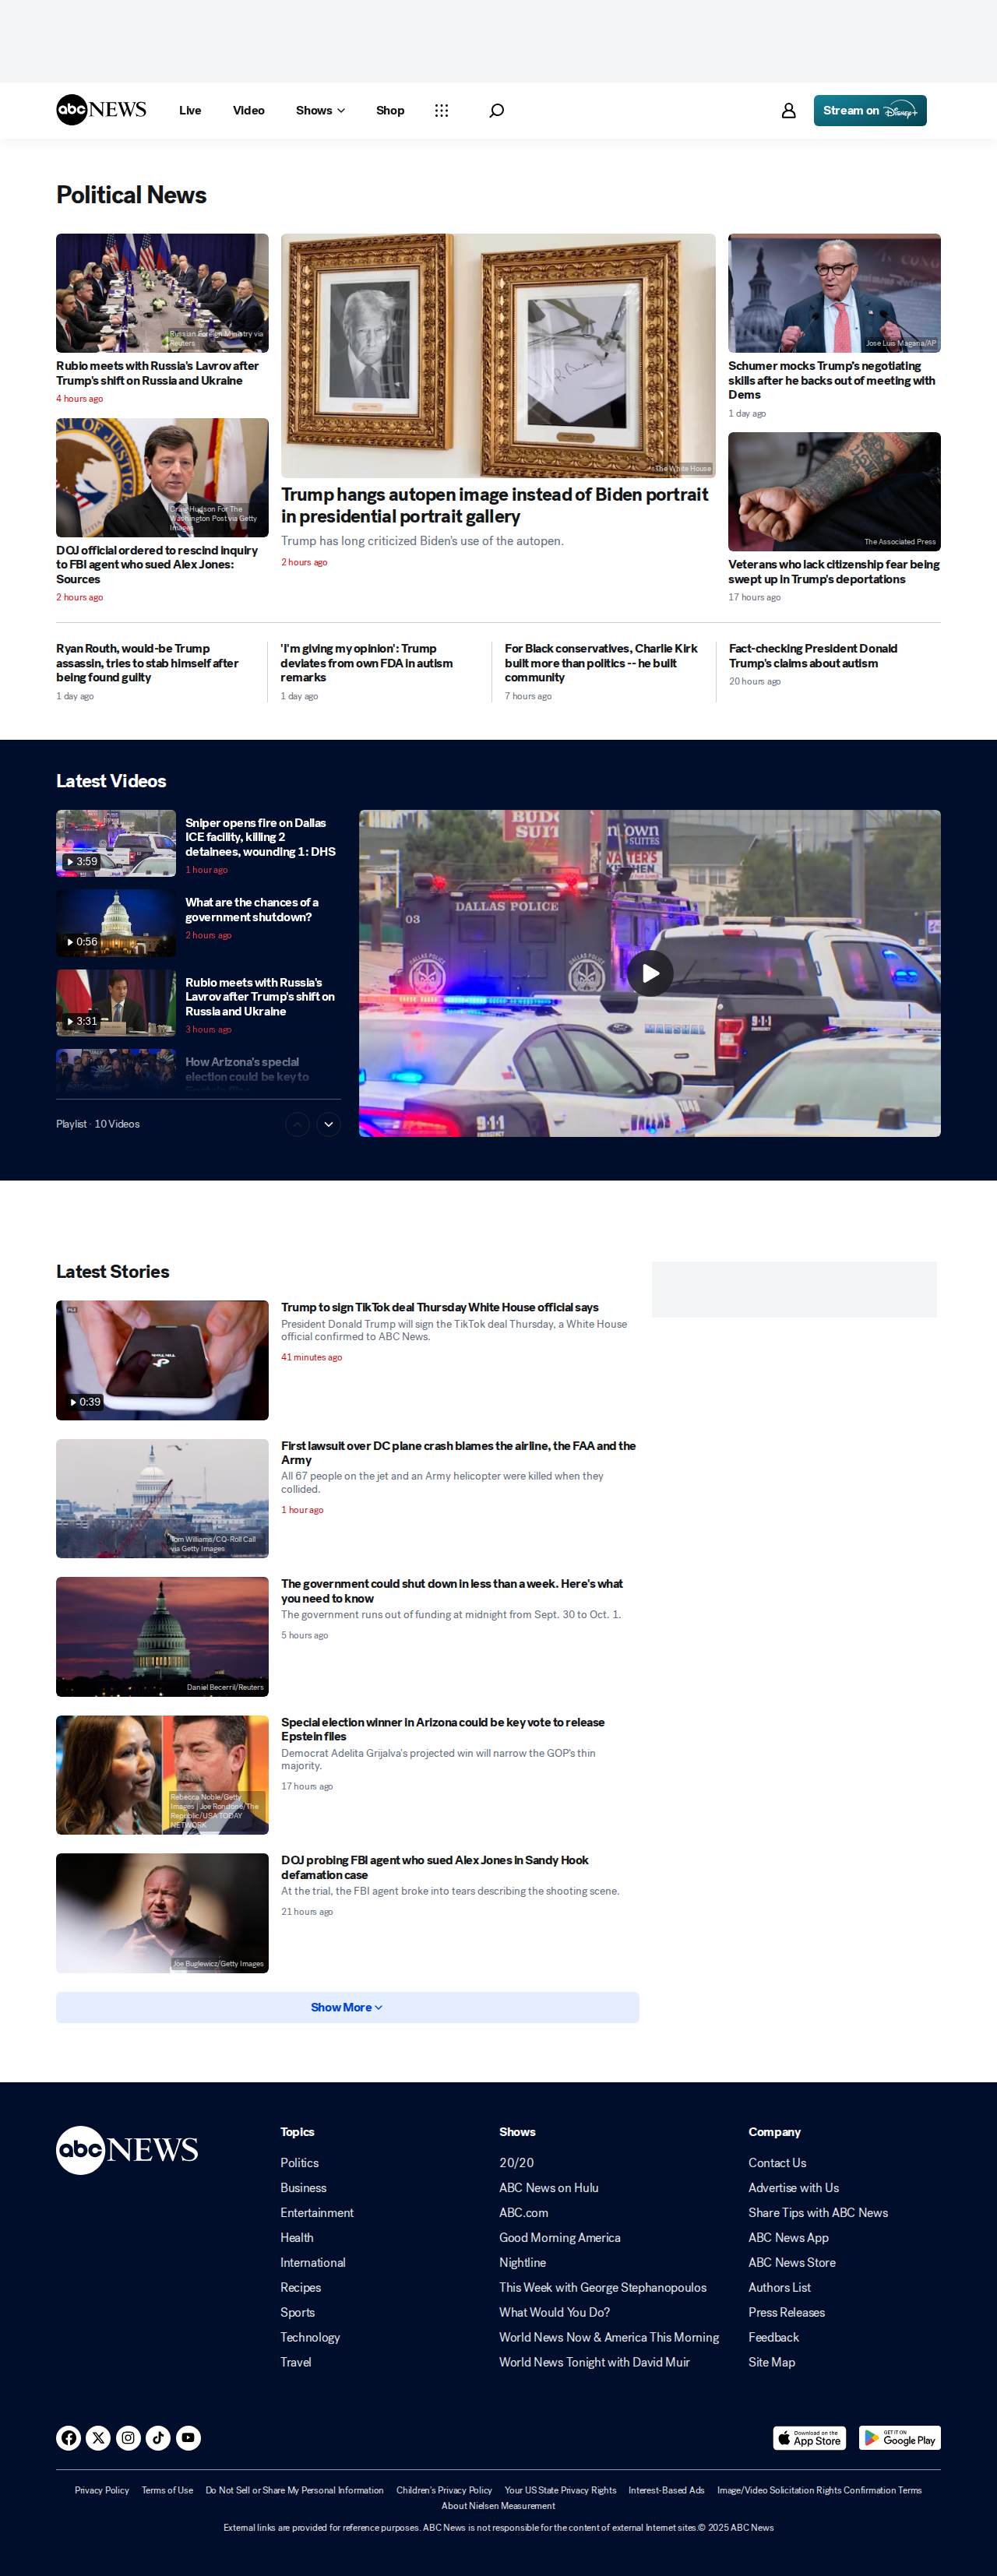 abc NEWS
Live
Video
Shows
Shop
Stream on Disney+
Political News
Russian Foreign Ministry via
Reuters
Rubio meets with Russia's Lavrov after
Trump's shift on Russia and Ukraine
4 hours ago
Craig Hudson For The
Washington Post via Getty
Images
DOJ official ordered to rescind inquiry
to FBI agent who sued Alex Jones:
Sources
2 hours ago
The White House
Trump hangs autopen image instead of Biden portrait
in presidential portrait gallery
Trump has long criticized Biden's use of the autopen.
2 hours ago
Jose Luis Magana/AP
Schumer mocks Trump's negotiating
skills after he backs out of meeting with
Dems
1 day ago
The Associated Press
Veterans who lack citizenship fear being
swept up in Trump's deportations
17 hours ago
Ryan Routh, would-be Trump
assassin, tries to stab himself after
being found guilty
1 day ago
'I'm giving my opinion': Trump
deviates from own FDA in autism
remarks
1 day ago
For Black conservatives, Charlie Kirk
built more than politics -- he built
community
7 hours ago
Fact-checking President Donald
Trump's claims about autism
20 hours ago
Latest Videos
3:59
Sniper opens fire on Dallas
ICE facility, killing 2
detainees, wounding 1: DHS
1 hour ago
0:56
What are the chances of a
government shutdown?
2 hours ago
3:31
Rubio meets with Russia's
Lavrov after Trump's shift on
Russia and Ukraine
3 hours ago
How Arizona's special
election could be key to
Playlist · 10 Videos
03
DALLAS POLICE
MARSHAL
9-1-1
9-1-1
9-1-1
Latest Stories
0:39
Trump to sign TikTok deal Thursday White House official says
President Donald Trump will sign the TikTok deal Thursday, a White House
official confirmed to ABC News.
41 minutes ago
Tom Williams/CQ-Roll Call
via Getty Images
First lawsuit over DC plane crash blames the airline, the FAA and the
Army
All 67 people on the jet and an Army helicopter were killed when they
collided.
1 hour ago
Daniel Becerril/Reuters
The government could shut down in less than a week. Here's what
you need to know
The government runs out of funding at midnight from Sept. 30 to Oct. 1.
5 hours ago
Rebecca Noble/Getty
Images | Joe Rondone/The
Republic/USA TODAY
NETWORK
Special election winner in Arizona could be key vote to release
Epstein files
Democrat Adelita Grijalva's projected win will narrow the GOP's thin
majority.
17 hours ago
Joe Buglewicz/Getty Images
DOJ probing FBI agent who sued Alex Jones in Sandy Hook
defamation case
At the trial, the FBI agent broke into tears describing the shooting scene.
21 hours ago
Show More
abc NEWS
Topics
Politics
Business
Entertainment
Health
International
Recipes
Sports
Technology
Travel
Shows
20/20
ABC News on Hulu
ABC.com
Good Morning America
Nightline
This Week with George Stephanopoulos
What Would You Do?
World News Now & America This Morning
World News Tonight with David Muir
Company
Contact Us
Advertise with Us
Share Tips with ABC News
ABC News App
ABC News Store
Authors List
Press Releases
Feedback
Site Map
Download on the
App Store
GET IT ON
Google Play
Privacy Policy Terms of Use Do Not Sell or Share My Personal Information Children's Privacy Policy Your US State Privacy Rights Interest-Based Ads Image/Video Solicitation Rights Confirmation Terms
About Nielsen Measurement
External links are provided for reference purposes. ABC News is not responsible for the content of external Internet sites.© 2025 ABC News